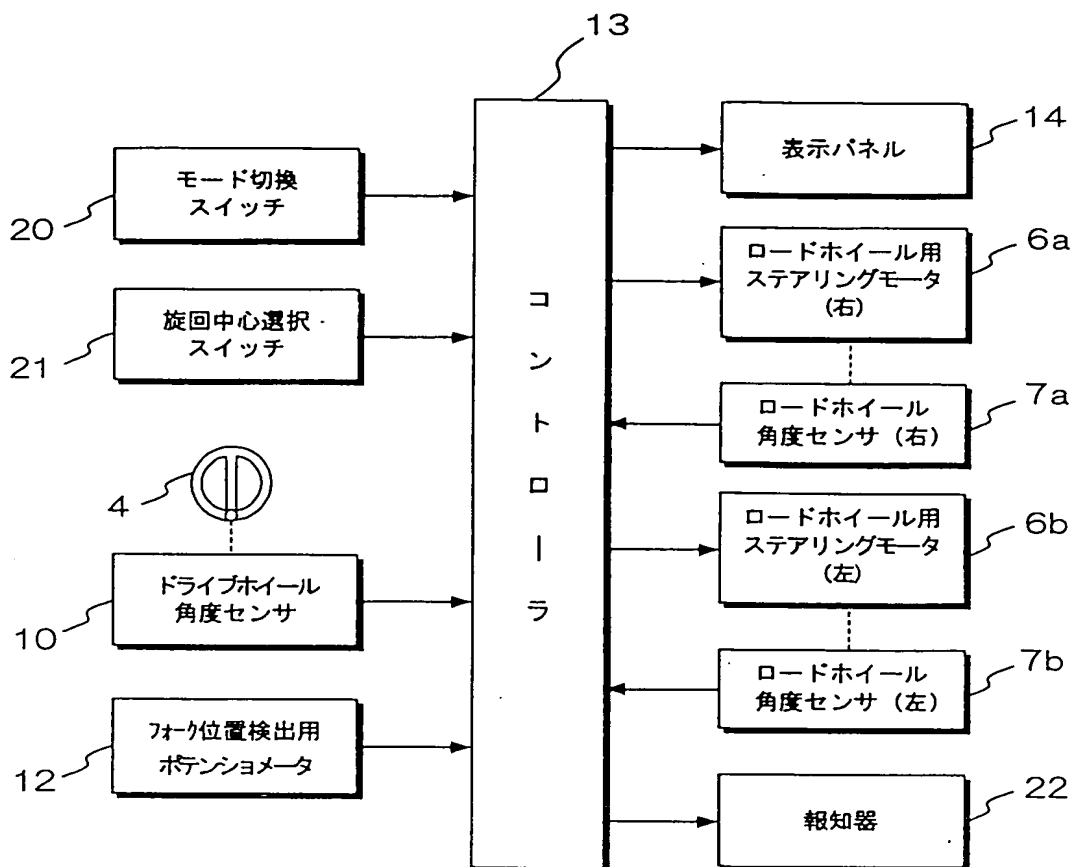 13
モード切換
スイッチ
20
旋回中心選択
スイッチ
21
4
ドライブホイール
角度センサ
10
フォーク位置検出用
ポテンショメータ
12
コントローラ
表示パネル
14
ロードホイール用
ステアリングモータ
(右)
6a
ロードホイール
角度センサ (右)
7a
ロードホイール用
ステアリングモータ
(左)
6b
ロードホイール
角度センサ (左)
7b
報知器
22